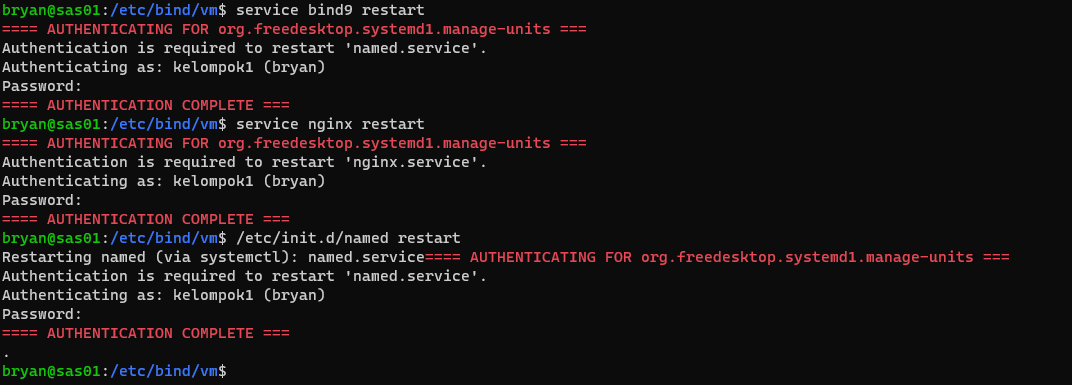 bryan@sas01:/etc/bind/vm$ service bind9 restart
==== AUTHENTICATING FOR org.freedesktop.systemd1.manage-units ===
Authentication is required to restart 'named.service'.
Authenticating as: kelompok1 (bryan)
Password:
==== AUTHENTICATION COMPLETE ===
bryan@sas01:/etc/bind/vm$ service nginx restart
==== AUTHENTICATING FOR org.freedesktop.systemd1.manage-units ===
Authentication is required to restart 'nginx.service'.
Authenticating as: kelompok1 (bryan)
Password:
==== AUTHENTICATION COMPLETE ===
bryan@sas01:/etc/bind/vm$ /etc/init.d/named restart
Restarting named (via systemctl): named.service==== AUTHENTICATING FOR org.freedesktop.systemd1.manage-units ===
Authentication is required to restart 'named.service'.
Authenticating as: kelompok1 (bryan)
Password:
==== AUTHENTICATION COMPLETE ===
.
bryan@sas01:/etc/bind/vm$